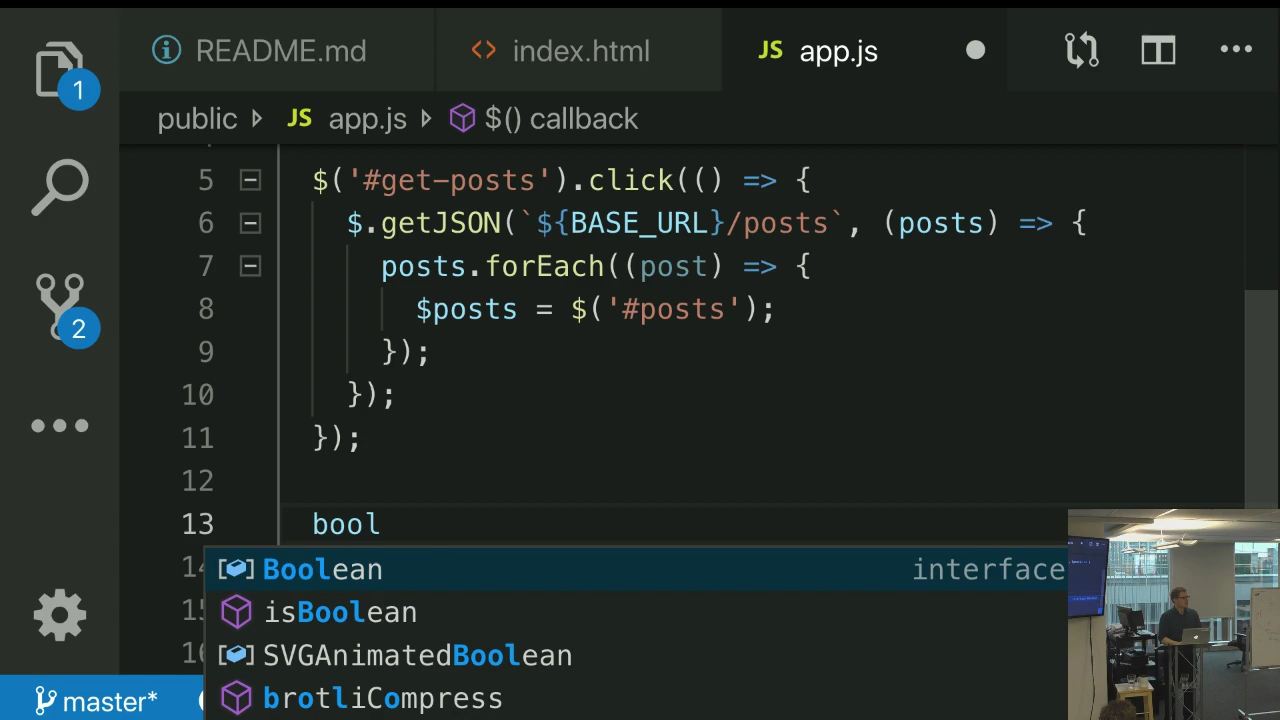 README.md
index.html
JS app.js
1
public JS app.js $() callback
5 $('#get-posts').click(() => {
6 $.getJSON(`${BASE_URL}/posts`, (posts) => {
7 posts.forEach((post) => {
8 $posts = $('#posts');
9 });
10 });
11 });
2
12
13 bool
14
Boolean interface
isBoolean
SVGAnimatedBoolean
brotliCompress
master*